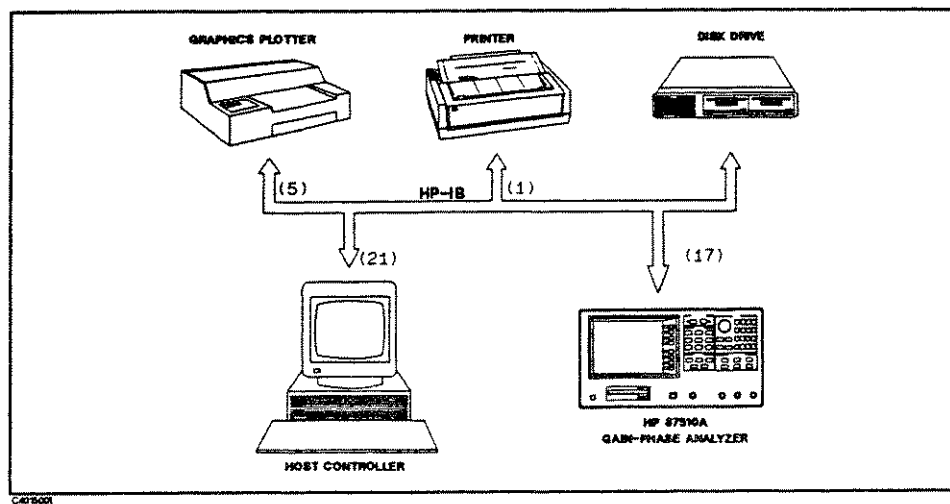 GRAPHICS PLOTTER
PRINTER
DISK DRIVE
(5)
HP-IB
(1)
(21)
(17)
HP 87510A
GAIN-PHASE ANALYZER
HOST CONTROLLER
C4015001